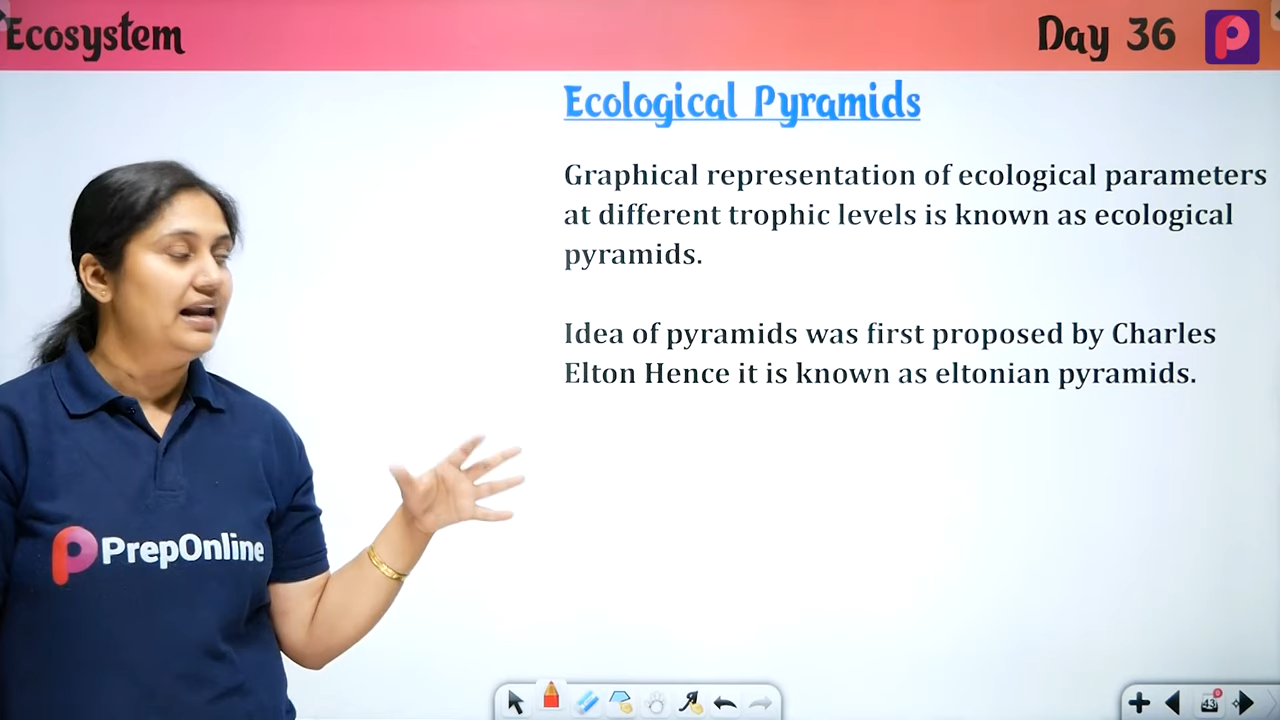 Ecosystem
Day 36
Ecological Pyramids
Graphical representation of ecological parameters
at different trophic levels is known as ecological
pyramids.
Idea of pyramids was first proposed by Charles
Elton Hence it is known as eltonian pyramids.
PrepOnline
43